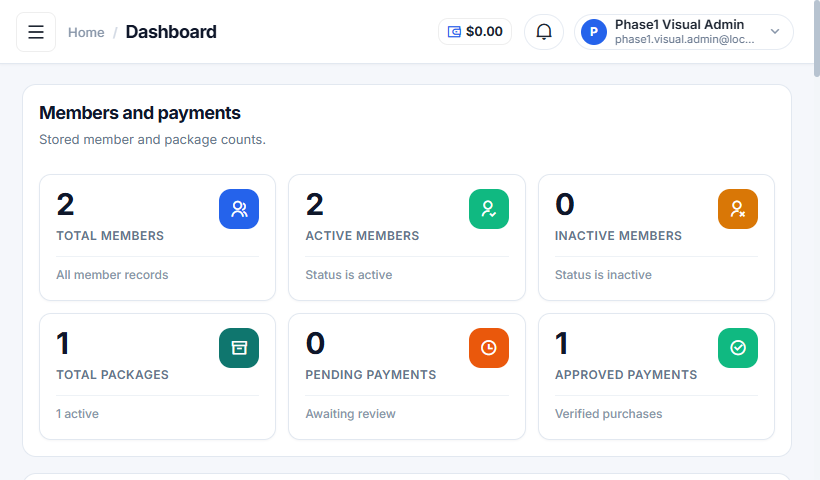 Home / Dashboard
$0.00
P
Phase1 Visual Admin
phase1.visual.admin@loc...
Members and payments
Stored member and package counts.
2
TOTAL MEMBERS
All member records
2
ACTIVE MEMBERS
Status is active
0
INACTIVE MEMBERS
Status is inactive
1
TOTAL PACKAGES
1 active
0
PENDING PAYMENTS
Awaiting review
1
APPROVED PAYMENTS
Verified purchases